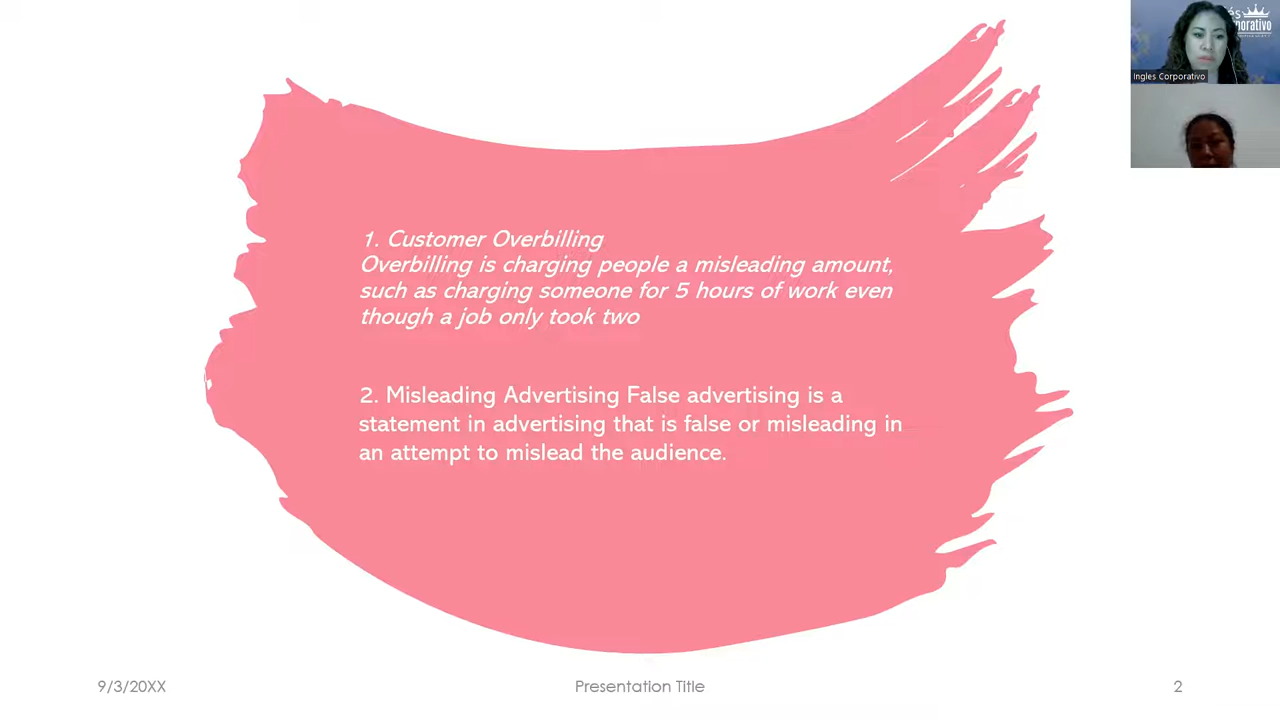 1. Customer Overbilling
Overbilling is charging people a misleading amount,
such as charging someone for 5 hours of work even
though a job only took two
2. Misleading Advertising False advertising is a
statement in advertising that is false or misleading in
an attempt to mislead the audience.
9/3/20XX
Presentation Title
2
Ingles Corporativo